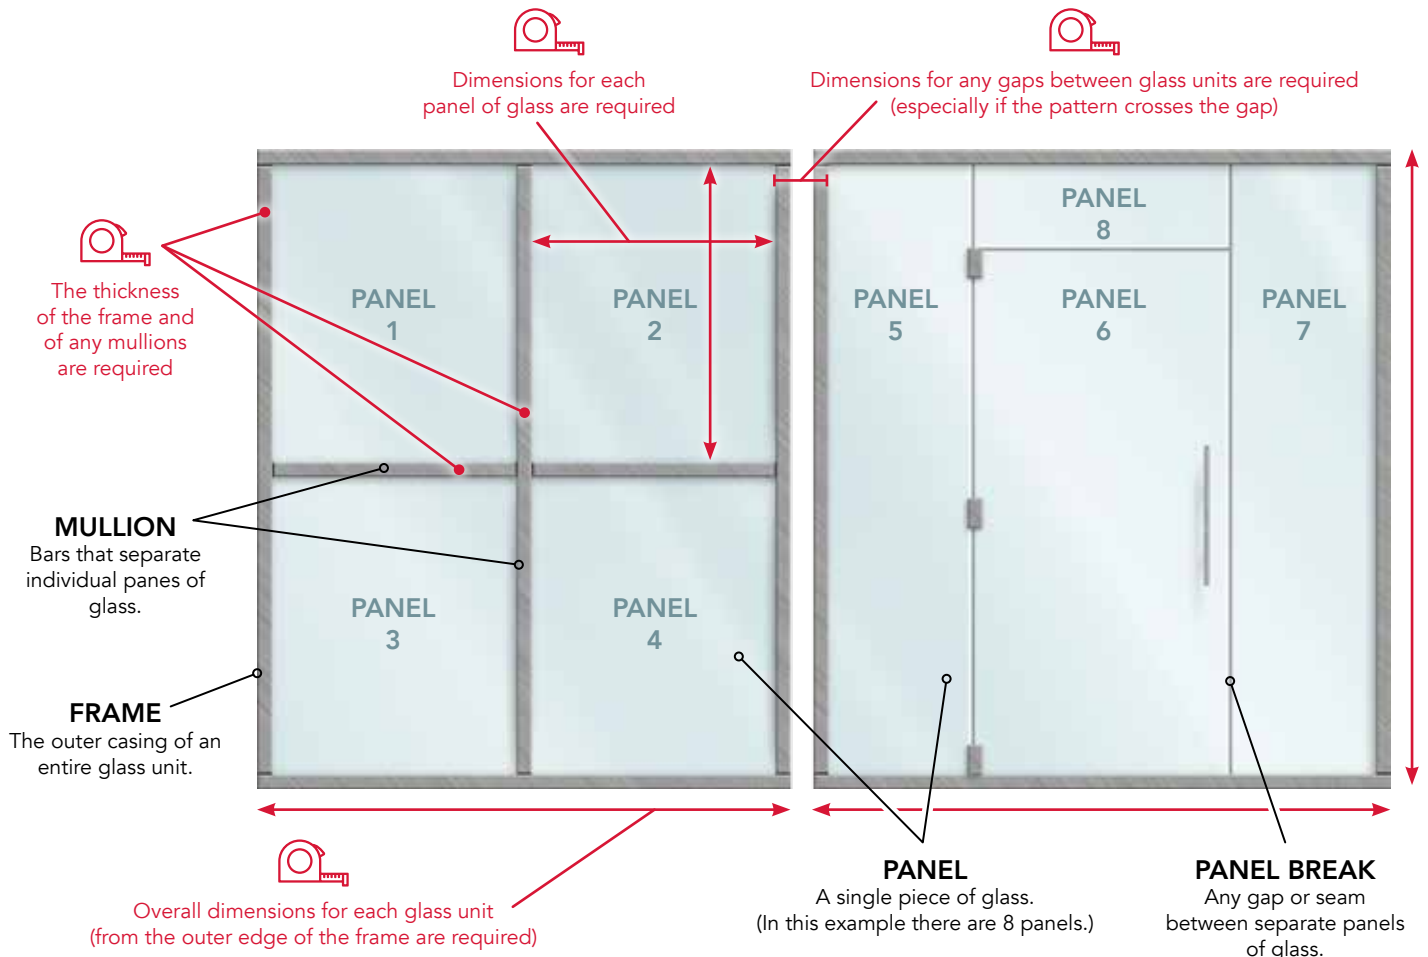 Dimensions for each
panel of glass are required
Dimensions for any gaps between glass units are required
(especially if the pattern crosses the gap)
The thickness
of the frame and
of any mullions
are required
PANEL
1
PANEL
2
PANEL
3
PANEL
4
PANEL
5
PANEL
6
PANEL
7
PANEL
8
MULLION
Bars that separate
individual panes of
glass.
FRAME
The outer casing of an
entire glass unit.
Overall dimensions for each glass unit
(from the outer edge of the frame are required)
PANEL
A single piece of glass.
(In this example there are 8 panels.)
PANEL BREAK
Any gap or seam
between separate panels
of glass.